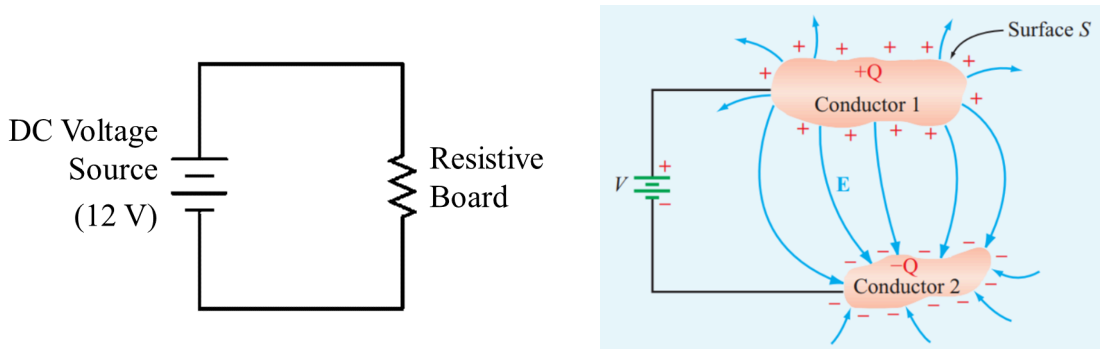 DC Voltage
Source
(12 V)
Resistive
Board
Surface S
+Q
Conductor 1
V
E
−Q
Conductor 2